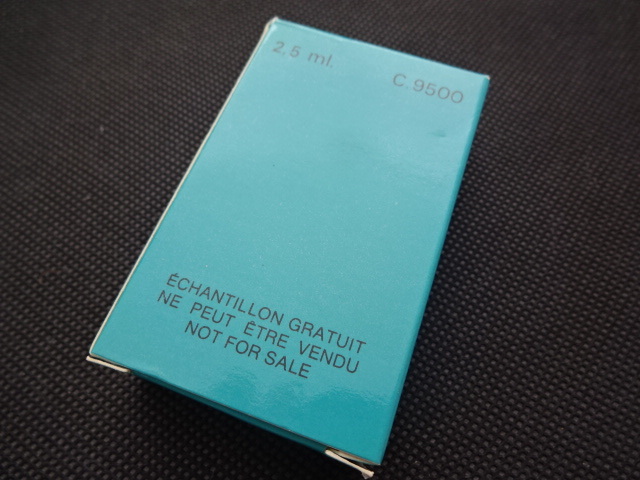 2,5 ml. C.9500
ÉCHANTILLON GRATUIT
NE PEUT ÊTRE VENDU
NOT FOR SALE